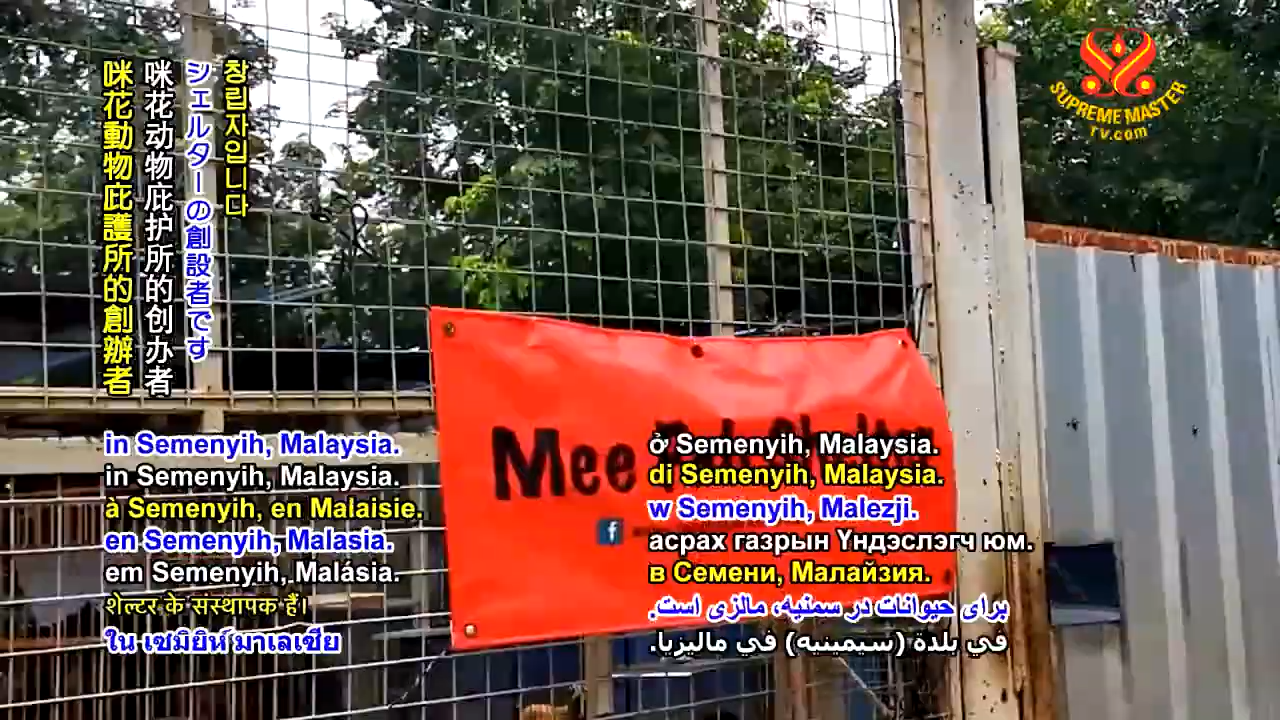 창립자입니다
シェルターの創設者です
咪花动物庇护所的创办者
咪花動物庇護所的創辦者
SUPREME MASTER
TV.com
Mee
in Semenyih, Malaysia.
in Semenyih, Malaysia.
à Semenyih, en Malaisie.
en Semenyih, Malasia.
em Semenyih, Malásia.
शेल्टर के संस्थापक हैं।
ใน เซมิยิห์ มาเลเซีย
ở Semenyih, Malaysia.
di Semenyih, Malaysia.
w Semenyih, Malezji.
асрах газрын Үндэслэгч юм.
в Семени, Малайзия.
برای حیوانات در سمنیه، مالزی است.
في بلدة (سيمينيه) في ماليزيا.